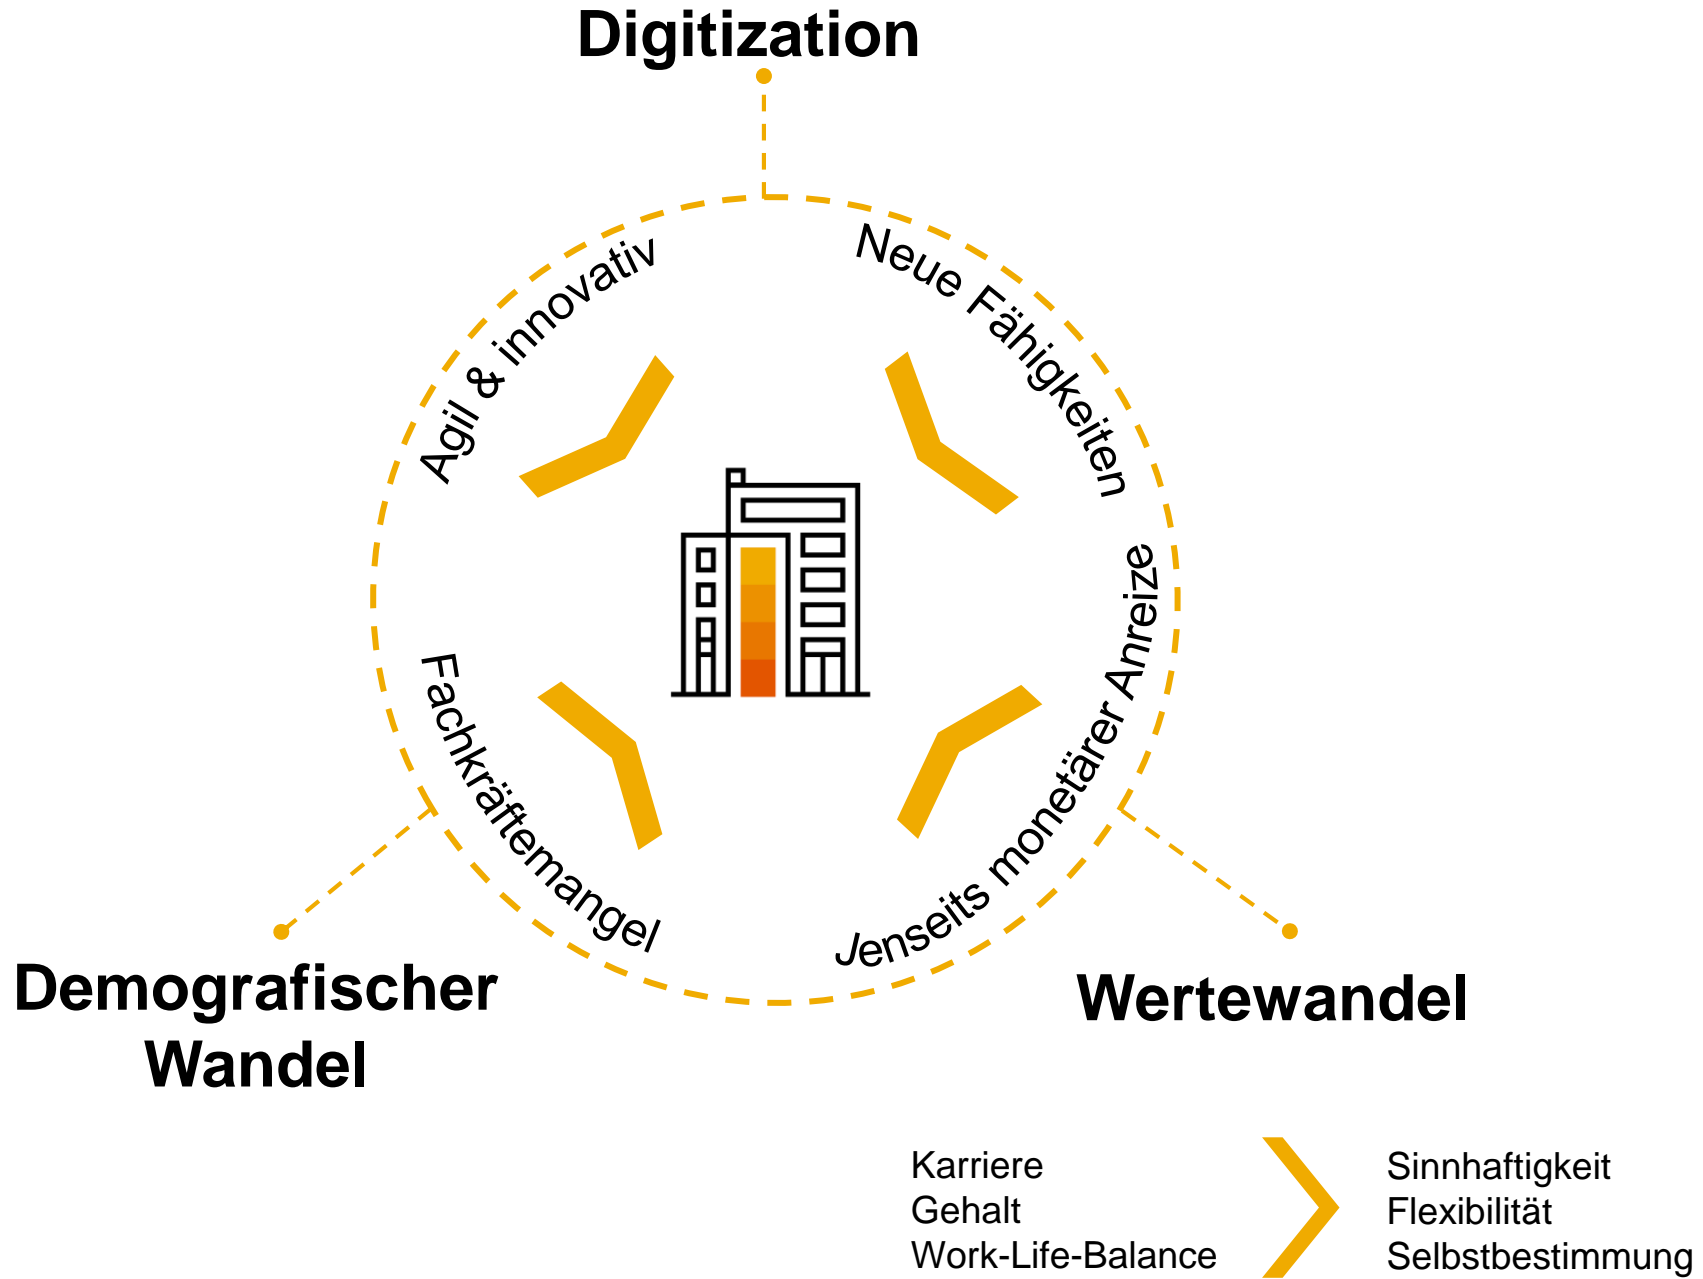 Digitization
Agil & innovativ
Neue Fähigkeiten
Fachkräftemangel
Jenseits monetärer Anreize
Demografischer
Wandel
Wertewandel
Karriere
Gehalt
Work-Life-Balance
Sinnhaftigkeit
Flexibilität
Selbstbestimmung